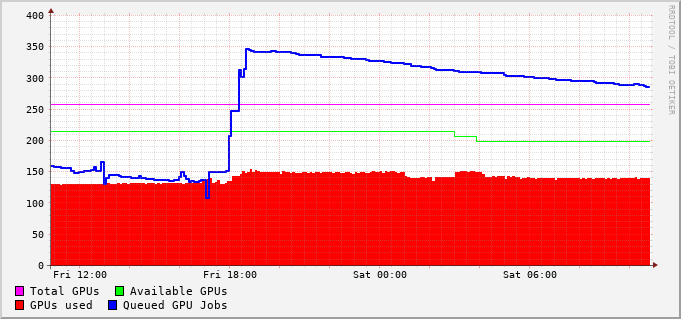 400
350
300
250
200
150
100
50
0
Fri 12:00 Fri 18:00 Sat 00:00 Sat 06:00
Total GPUs Available GPUs
GPUs used Queued GPU Jobs
RRDTOOL / TOBI OETIKER